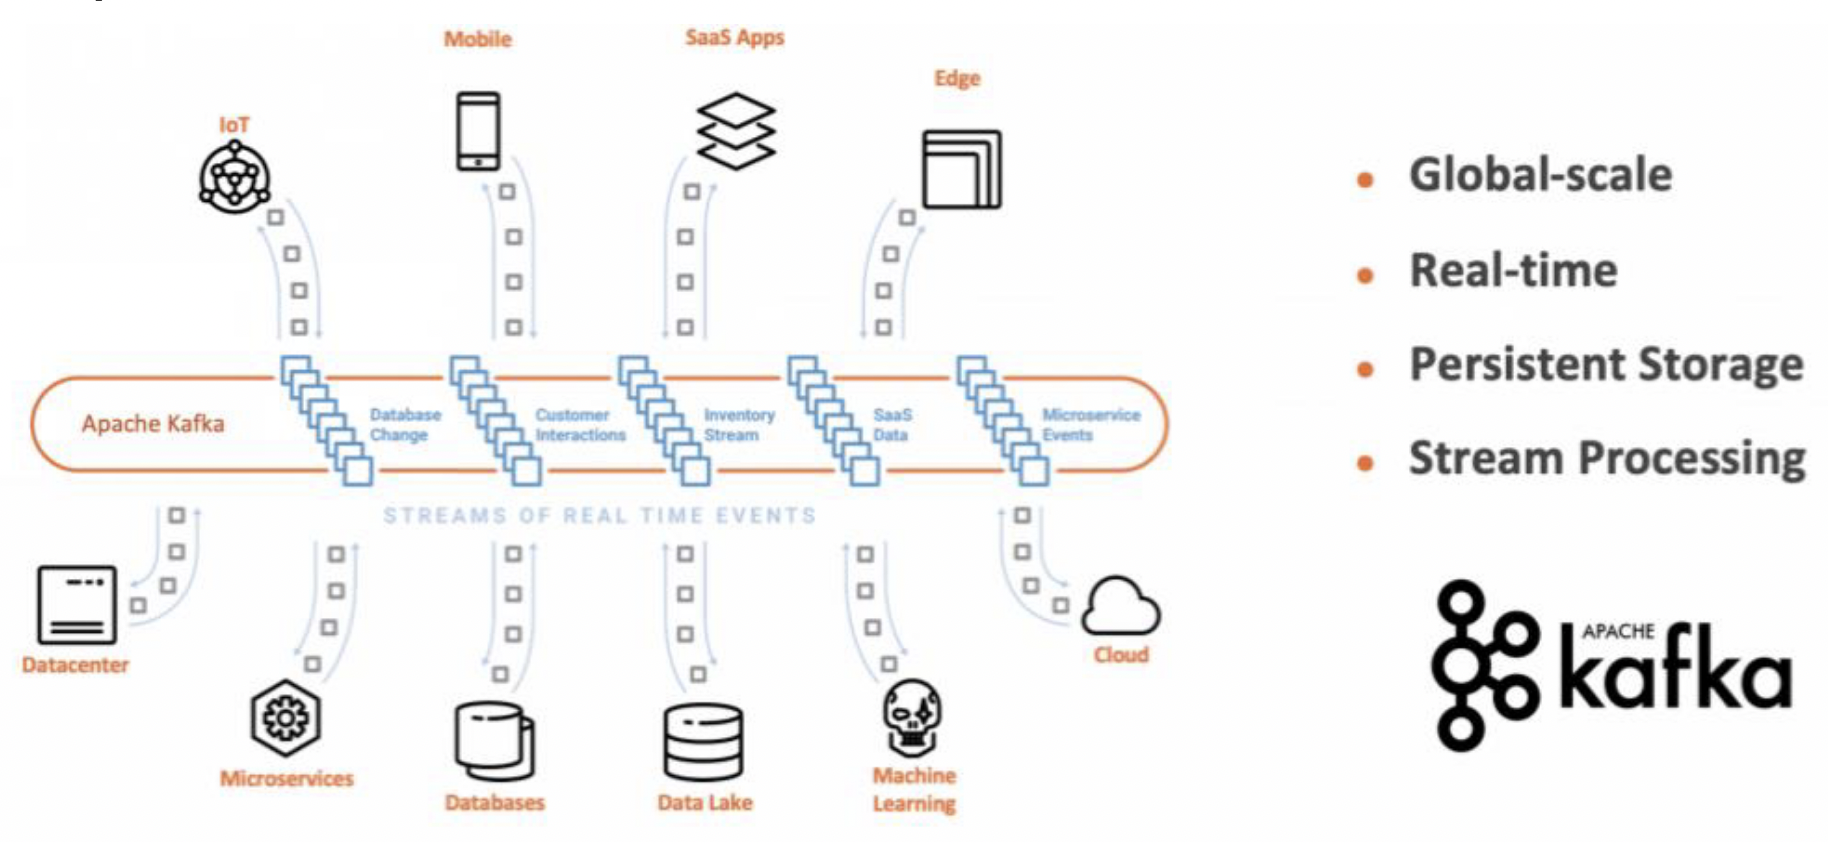 Mobile
SaaS Apps
Edge
IoT
Apache Kafka
Database
Change
Customer
Interactions
Inventory
Stream
SaaS
Data
Microservice
Events
STREAMS OF REAL TIME EVENTS
Datacenter
Microservices
Databases
Data Lake
Machine
Learning
Cloud
Global-scale
Real-time
Persistent Storage
Stream Processing
APACHE
kafka